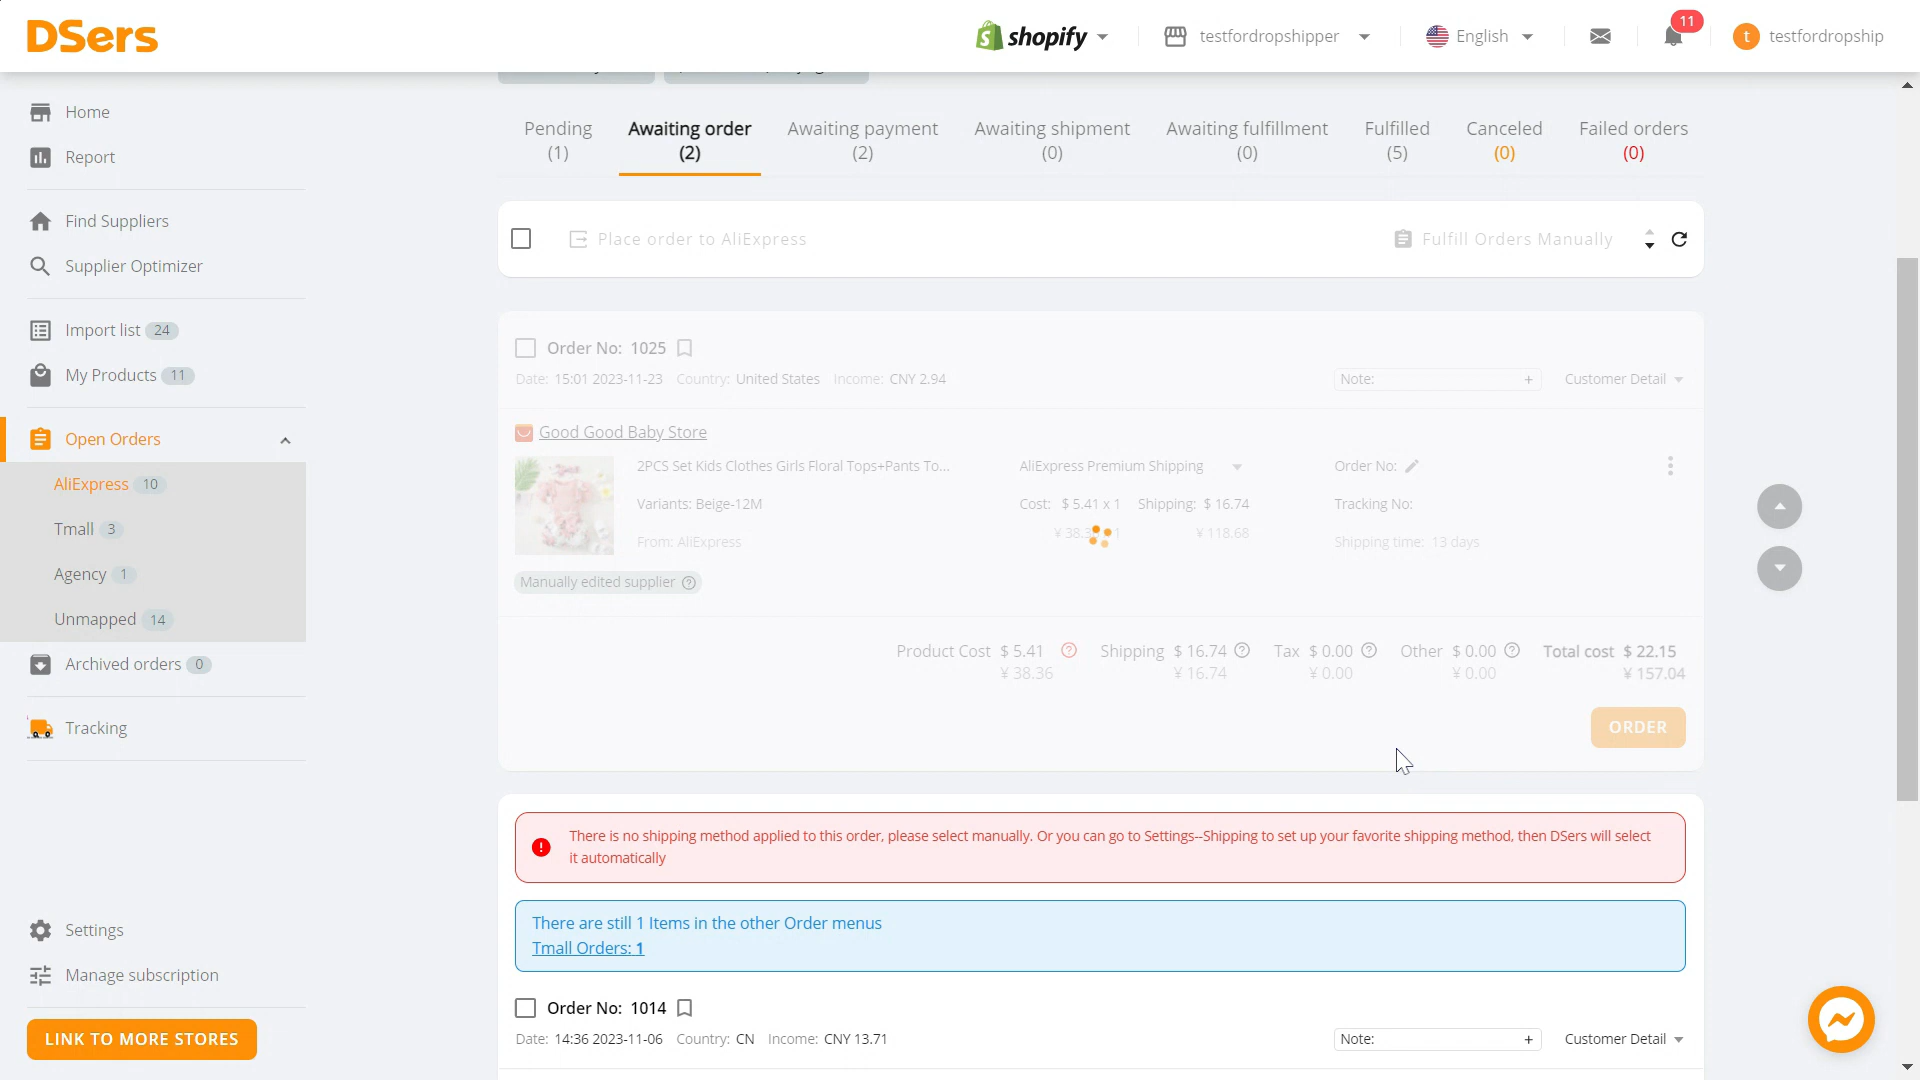 DSers
shopify
testfordropshipper
English
11
t
testfordropship
Home
Report
Find Suppliers
Supplier Optimizer
Import list 24
My Products 11
Open Orders
AliExpress 10
Tmall 3
Agency 1
Unmapped 14
Archived orders 0
Tracking
Settings
Manage subscription
LINK TO MORE STORES
Pending
(1)
Awaiting order
(2)
Awaiting payment
(2)
Awaiting shipment
(0)
Awaiting fulfillment
(0)
Fulfilled
(5)
Canceled
(0)
Failed orders
(0)
Place order to AliExpress
Fulfill Orders Manually
Order No: 1025
Date: 15:01 2023-11-23 Country: United States Income: CNY 2.94
Note: +
Customer Detail
Good Good Baby Store
2PCS Set Kids Clothes Girls Floral Tops+Pants To...
Variants: Beige-12M
From: AliExpress
AliExpress Premium Shipping
Cost: $ 5.41 x 1 Shipping: $ 16.74
¥ 118.68
Order No:
Tracking No:
Shipping time: 13 days
Manually edited supplier
Product Cost $ 5.41 Shipping $ 16.74 Tax $ 0.00 Other $ 0.00 Total cost $ 22.15
¥ 38.36 ¥ 16.74 ¥ 0.00 ¥ 0.00 ¥ 157.04
ORDER
There is no shipping method applied to this order, please select manually. Or you can go to Settings--Shipping to set up your favorite shipping method, then DSers will select
it automatically
There are still 1 Items in the other Order menus
Tmall Orders: 1
Order No: 1014
Date: 14:36 2023-11-06 Country: CN Income: CNY 13.71
Note: +
Customer Detail